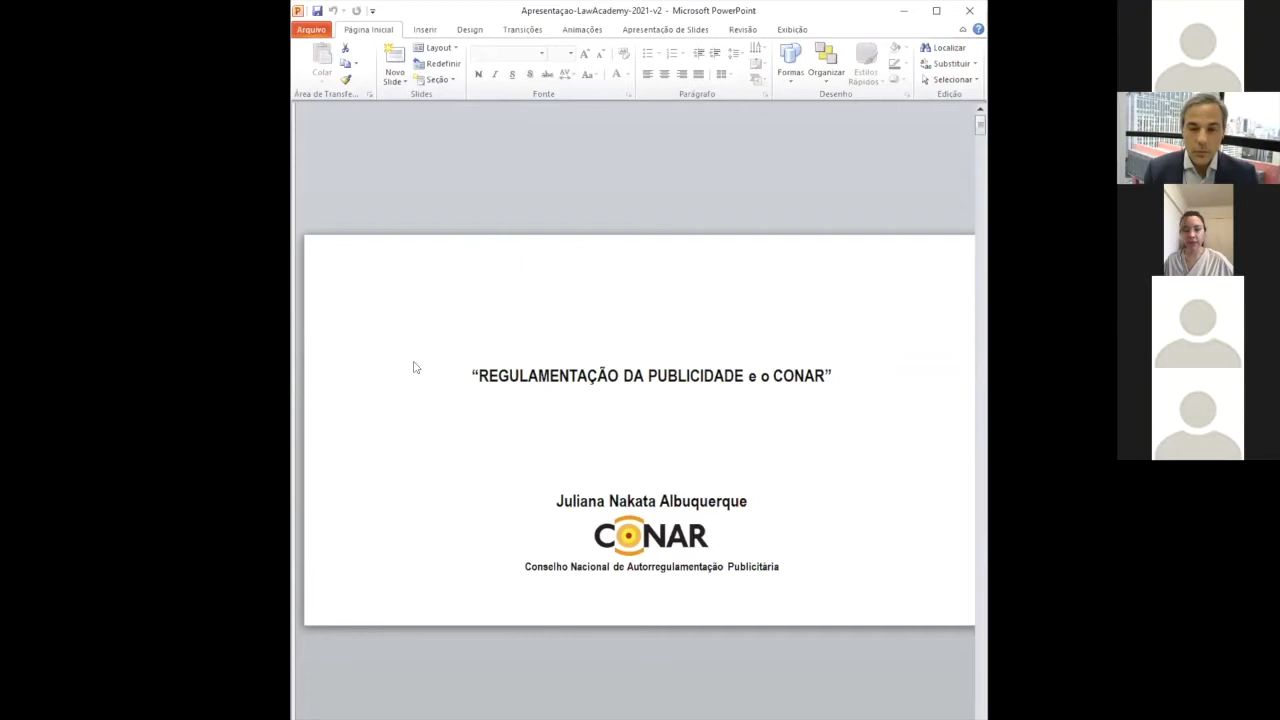 Apresentaçao-LawAcademy-2021-v2 - Microsoft PowerPoint
Arquivo Página Inicial Inserir Design Transições Animações Apresentação de Slides Revisão Exibição
Colar
Novo Slide
Layout
Redefinir
Seção
Formas
Organizar
Estilos Rápidos
Localizar
Substituir
Selecionar
Área de Transfe... Slides Fonte Parágrafo Desenho Edição
“REGULAMENTAÇÃO DA PUBLICIDADE e o CONAR”
Juliana Nakata Albuquerque
CONAR
Conselho Nacional de Autorregulamentação Publicitária